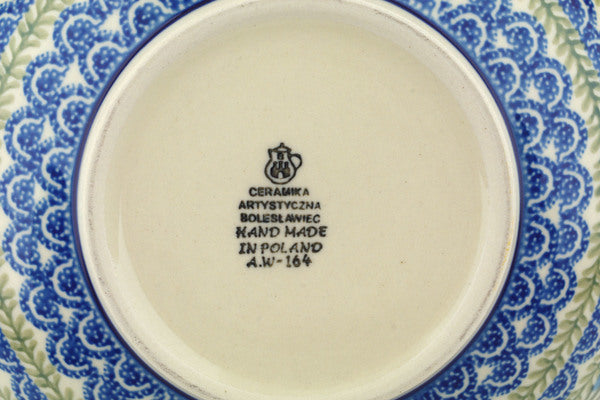 CERAMIKA
ARTYSTYCZNA
BOLESŁAWIEC
HAND MADE
IN POLAND
A.W-164